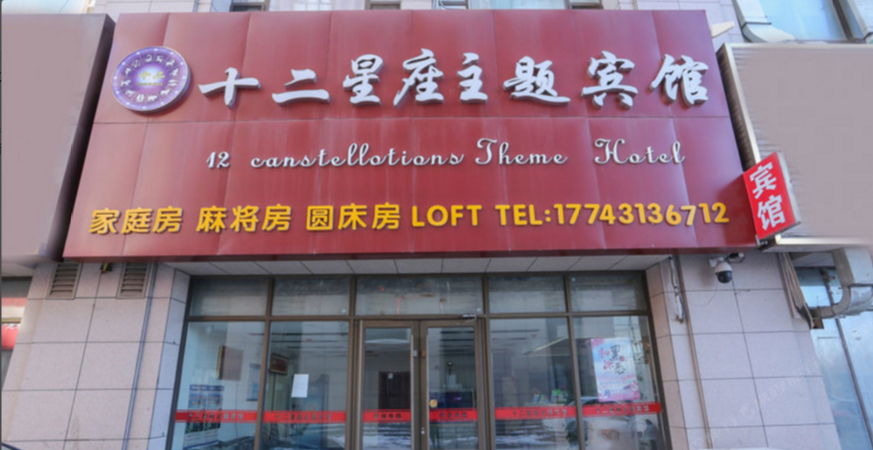 十二星座主题宾馆
12 canstellotions Theme Hotel
家庭房 麻将房 圆床房 LOFT TEL:17743136712
宾馆